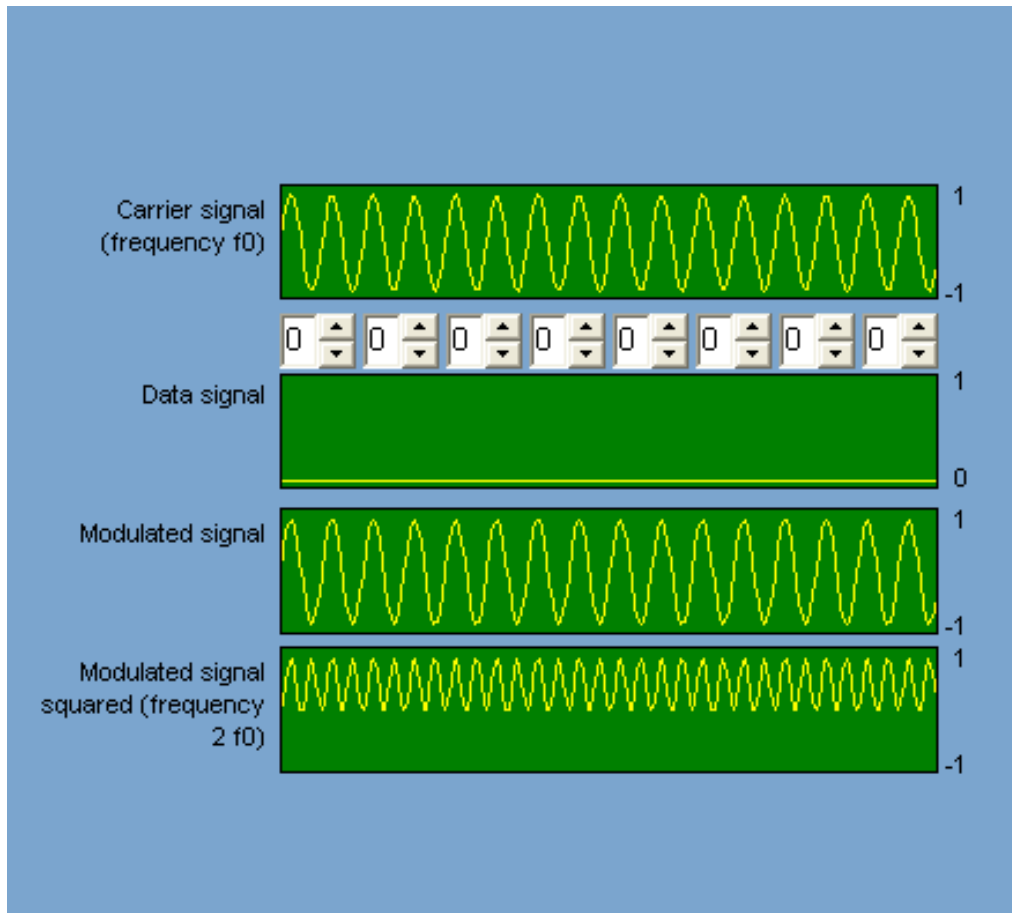 Carrier signal
(frequency f0)
1
-1
0 0 0 0 0 0 0 0
Data signal
1
0
Modulated signal
1
-1
Modulated signal
squared (frequency
2 f0)
1
-1